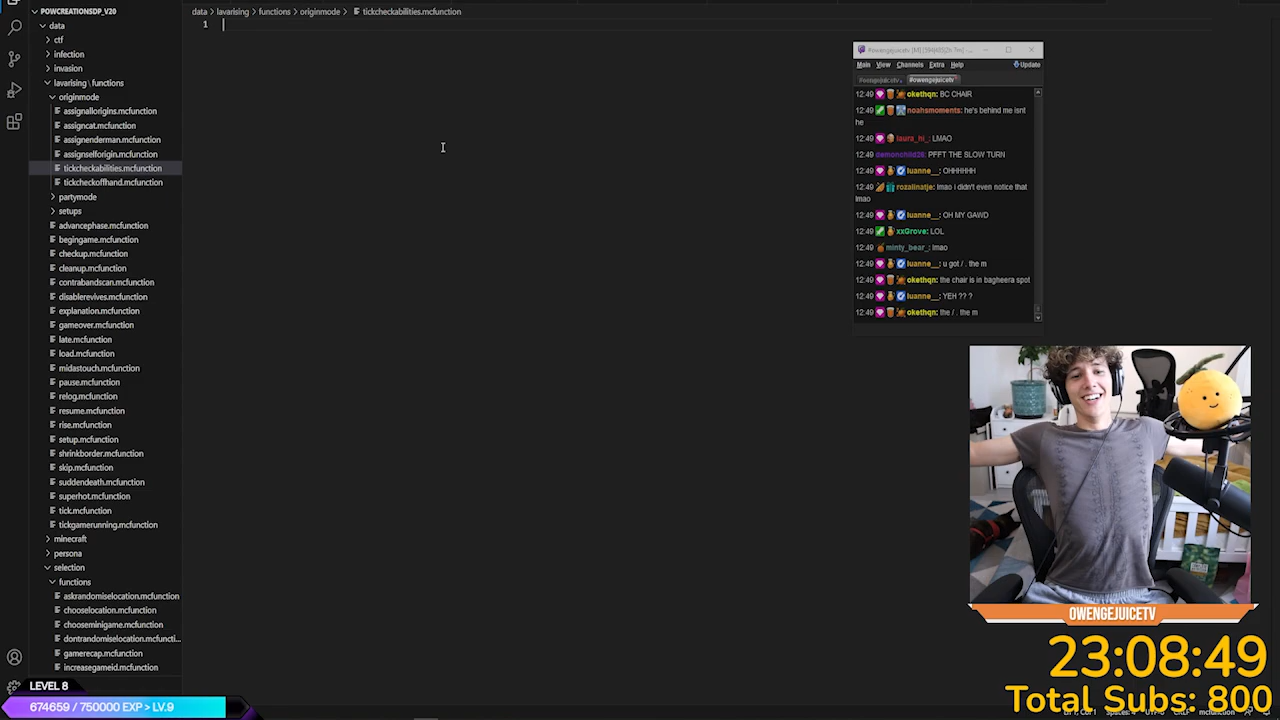 POWCREATIONSDP_V20
data
ctf
infection
invasion
lavarising \ functions
originmode
assignallorigins.mcfunction
assigncat.mcfunction
assignenderman.mcfunction
assignselforigin.mcfunction
tickcheckabilities.mcfunction
tickcheckoffhand.mcfunction
partymode
setups
advancephase.mcfunction
begingame.mcfunction
checkup.mcfunction
cleanup.mcfunction
contrabandscan.mcfunction
disablerevives.mcfunction
explanation.mcfunction
gameover.mcfunction
late.mcfunction
load.mcfunction
midastouch.mcfunction
pause.mcfunction
relog.mcfunction
resume.mcfunction
rise.mcfunction
setup.mcfunction
shrinkborder.mcfunction
skip.mcfunction
suddendeath.mcfunction
superhot.mcfunction
tick.mcfunction
tickgamerunning.mcfunction
minecraft
persona
selection
functions
askrandomiselocation.mcfunction
chooselocation.mcfunction
chooseminigame.mcfunction
dontrandomiselocation.mcfuncti...
gamerecap.mcfunction
increasegameid.mcfunction
LEVEL 8
674659 / 750000 EXP > LV.9
data > lavarising > functions > originmode > tickcheckabilities.mcfunction
1
Main View Channels Extra Help Update
#owengejuicetv
12:49 okethqn: BC CHAIR
12:49 noahsmoments: he's behind me isnt
he
12:49 laura_hi_: LMAO
12:49 demonchild26: PFFT THE SLOW TURN
12:49 luanne__: OHHHHHH
12:49 rozalinatje: lmao i didn't even notice that
lmao
12:49 luanne__: OH MY GAWD
12:49 xxGrove: LOL
12:49 minty_bear_: lmao
12:49 luanne__: u got / . the m
12:49 okethqn: the chair is in bagheera spot
12:49 luanne__: YEH ?? ?
12:49 okethqn: the / . the m
OWENGEJUICETV
23:08:49
Total Subs: 800